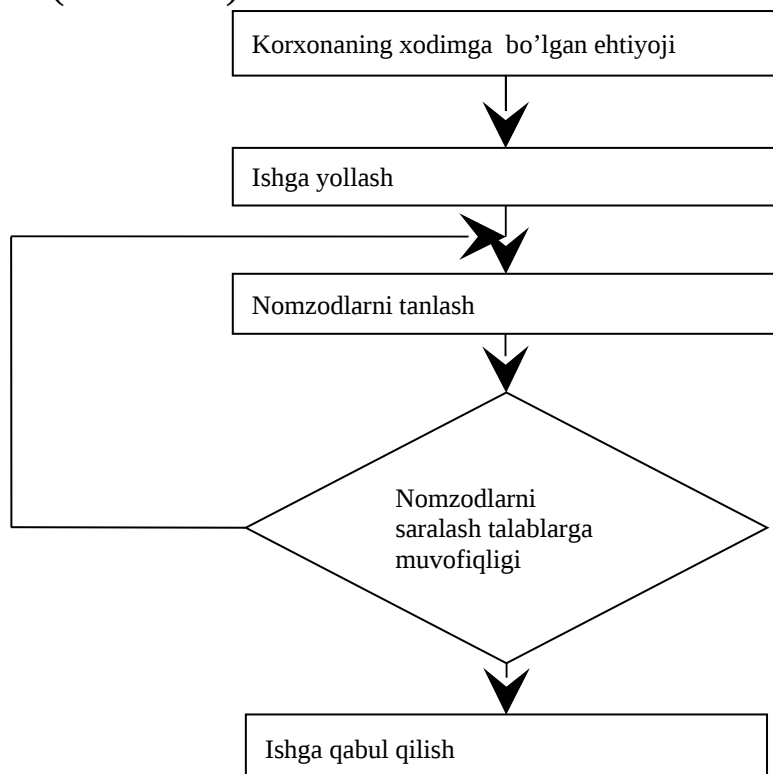 Korxonaning xodimga bo’lgan ehtiyoji
Ishga yollash
Nomzodlarni tanlash
Nomzodlarni
saralash talablarga
muvofiqligi
Ishga qabul qilish